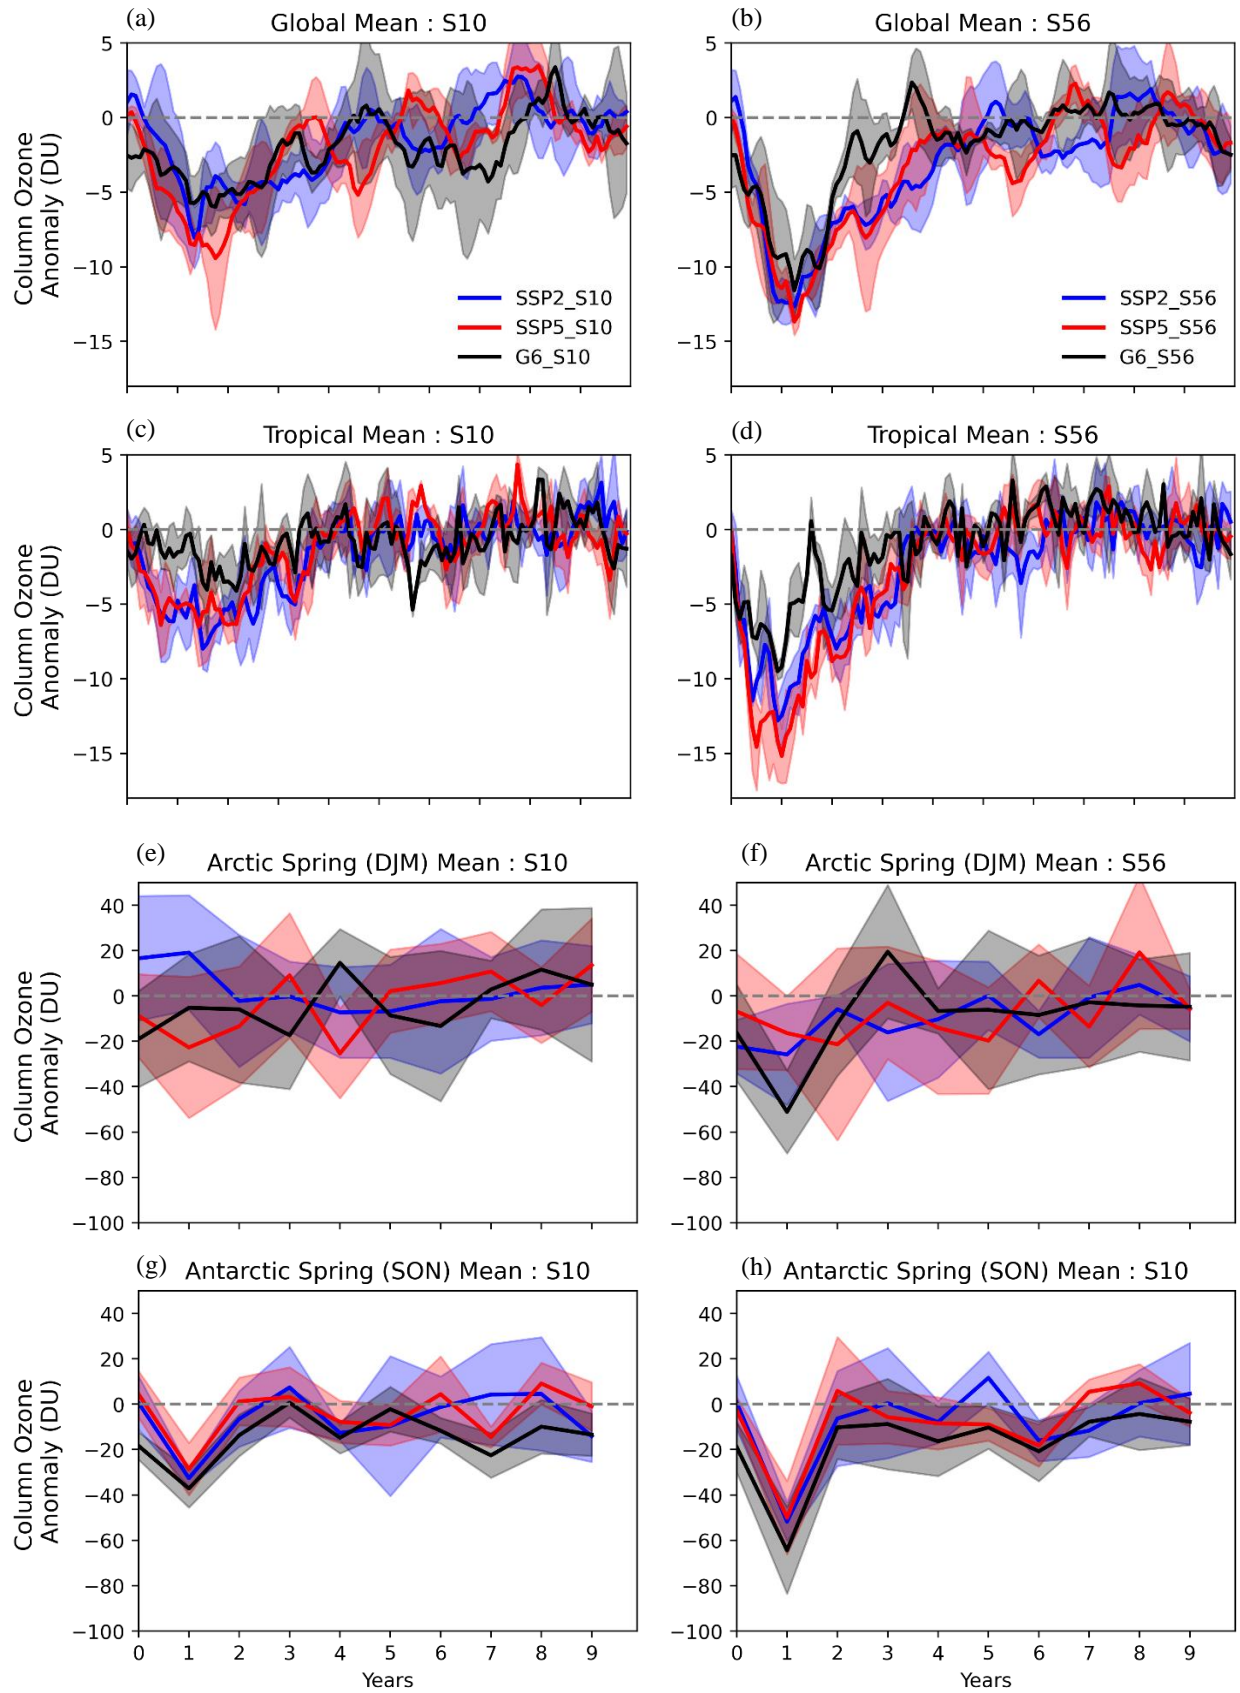 (a)
Global Mean : S10
(b)
Global Mean : S56
Column Ozone
Anomaly (DU)
5
0
−5
−10
−15
SSP2_S10
SSP5_S10
G6_S10
5
0
−5
−10
−15
SSP2_S56
SSP5_S56
G6_S56
(c)
Tropical Mean : S10
(d)
Tropical Mean : S56
Column Ozone
Anomaly (DU)
5
0
−5
−10
−15
5
0
−5
−10
−15
(e)
Arctic Spring (DJM) Mean : S10
(f)
Arctic Spring (DJM) Mean : S56
Column Ozone
Anomaly (DU)
40
20
0
−20
−40
−60
−80
−100
40
20
0
−20
−40
−60
−80
−100
(g)
Antarctic Spring (SON) Mean : S10
(h)
Antarctic Spring (SON) Mean : S10
Column Ozone
Anomaly (DU)
40
20
0
−20
−40
−60
−80
−100
0 1 2 3 4 5 6 7 8 9
Years
40
20
0
−20
−40
−60
−80
−100
0 1 2 3 4 5 6 7 8 9
Years